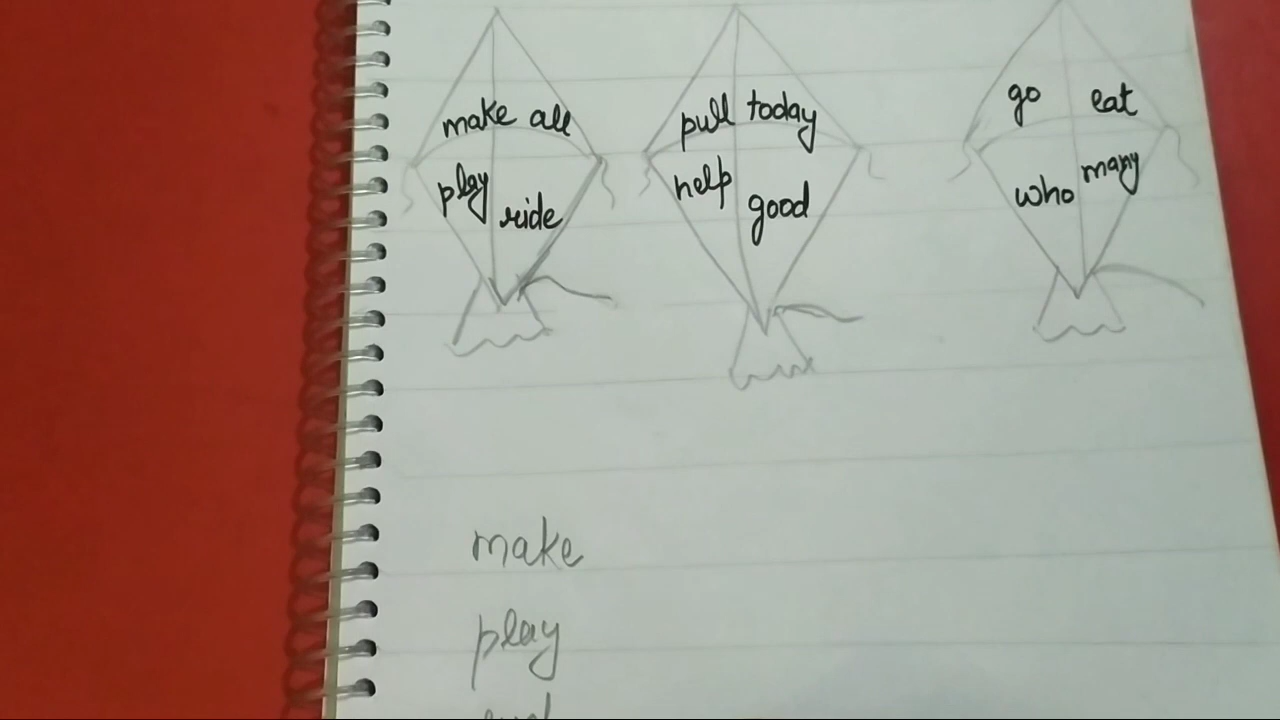 make all
play ride
pull today
help good
go eat
who many
make
play